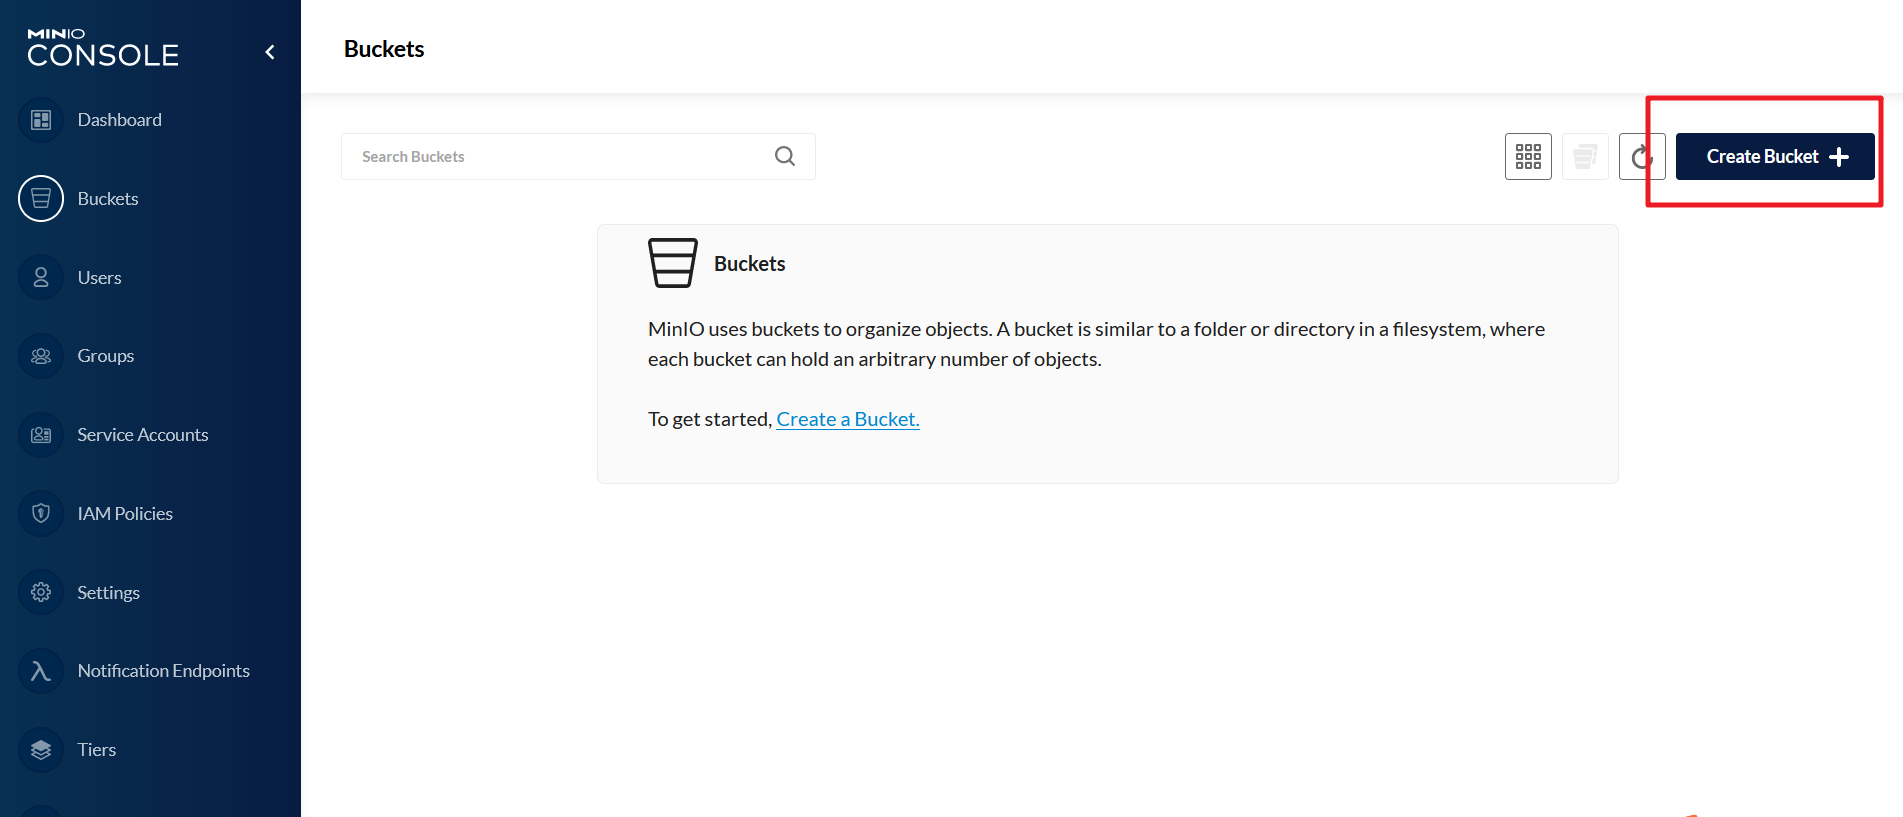 MINIO
CONSOLE
Dashboard
Buckets
Users
Groups
Service Accounts
IAM Policies
Settings
Notification Endpoints
Tiers
Buckets
Search Buckets
Create Bucket
Buckets
MinIO uses buckets to organize objects. A bucket is similar to a folder or directory in a filesystem, where
each bucket can hold an arbitrary number of objects.
To get started, Create a Bucket.